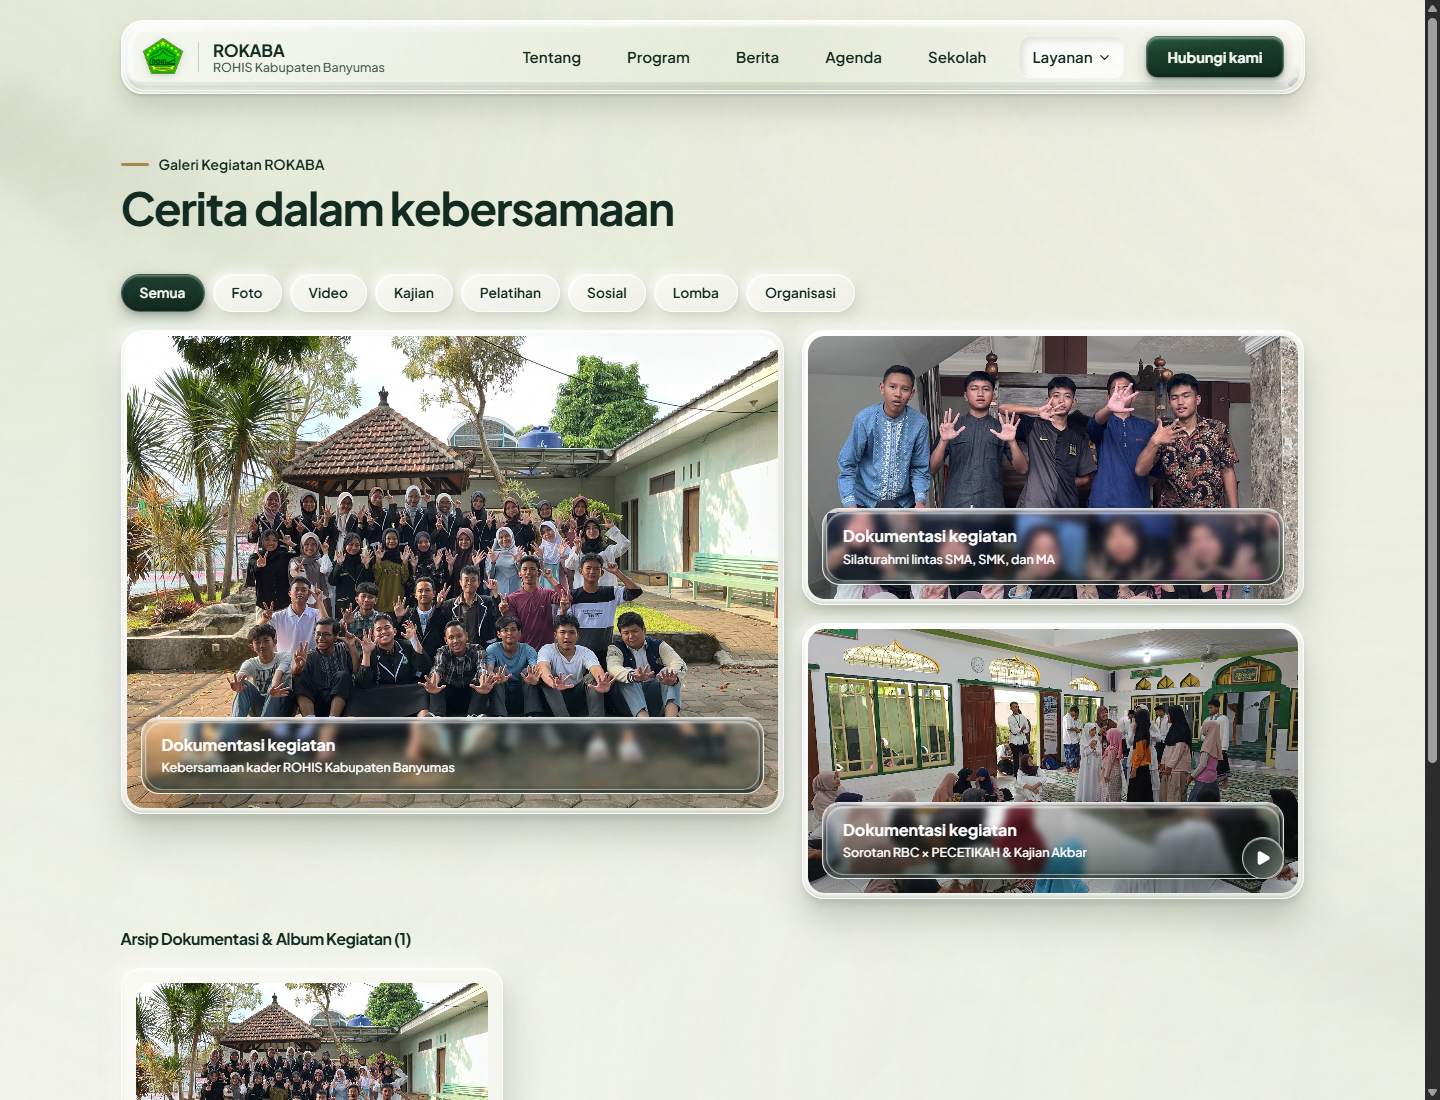 ROKABA
ROHIS Kabupaten Banyumas
Tentang
Program
Berita
Agenda
Sekolah
Layanan
Hubungi kami
Galeri Kegiatan ROKABA
Cerita dalam kebersamaan
Semua
Foto
Video
Kajian
Pelatihan
Sosial
Lomba
Organisasi
Dokumentasi kegiatan
Kebersamaan kader ROHIS Kabupaten Banyumas
Dokumentasi kegiatan
Silaturahmi lintas SMA, SMK, dan MA
Dokumentasi kegiatan
Sorotan RBC × PECETIKAH & Kajian Akbar
Arsip Dokumentasi & Album Kegiatan (1)